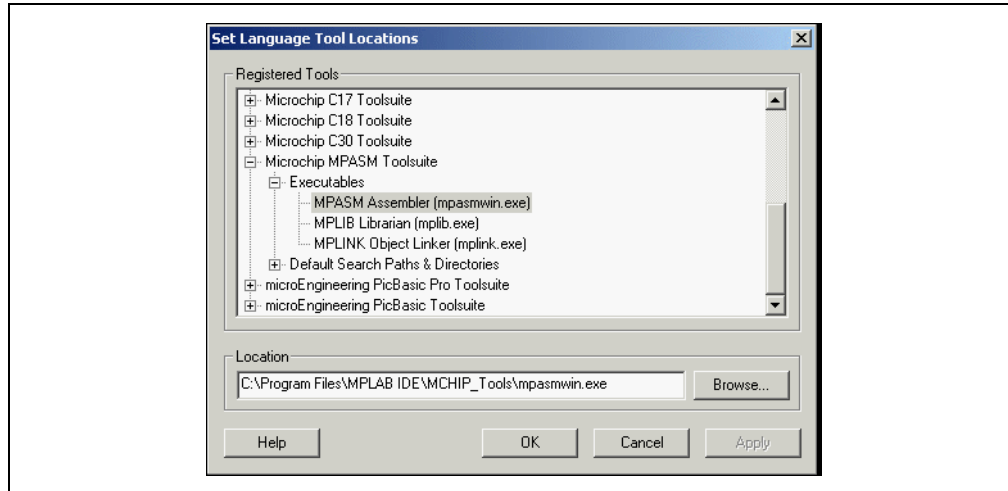 Set Language Tool Locations
Registered Tools
Microchip C17 Toolsuite
Microchip C18 Toolsuite
Microchip C30 Toolsuite
Microchip MPASM Toolsuite
Executables
MPASM Assembler (mpasmwin.exe)
MPLIB Librarian (mplib.exe)
MPLINK Object Linker (mplink.exe)
Default Search Paths & Directories
microEngineering PicBasic Pro Toolsuite
microEngineering PicBasic Toolsuite
Location
C:\Program Files\MPLAB IDE\MCHIP_Tools\mpasmwin.exe Browse...
Help OK Cancel Apply